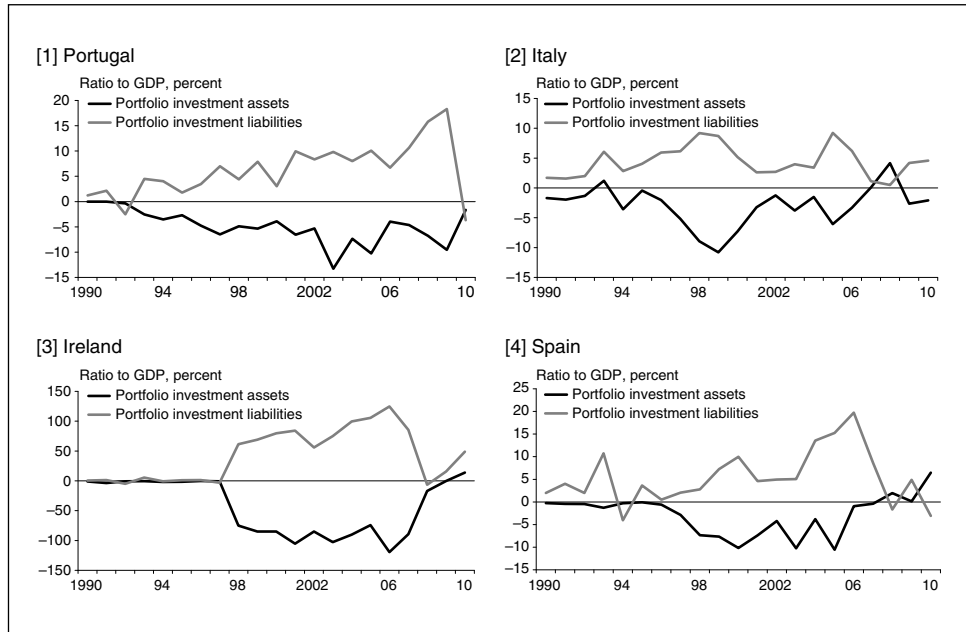 [1] Portugal
Ratio to GDP, percent
Portfolio investment assets
Portfolio investment liabilities
20
15
10
5
0
−5
−10
−15
1990 94 98 2002 06 10
[2] Italy
Ratio to GDP, percent
Portfolio investment assets
Portfolio investment liabilities
15
10
5
0
−5
−10
−15
1990 94 98 2002 06 10
[3] Ireland
Ratio to GDP, percent
Portfolio investment assets
Portfolio investment liabilities
150
100
50
0
−50
−100
−150
1990 94 98 2002 06 10
[4] Spain
Ratio to GDP, percent
Portfolio investment assets
Portfolio investment liabilities
25
20
15
10
5
0
−5
−10
−15
1990 94 98 2002 06 10